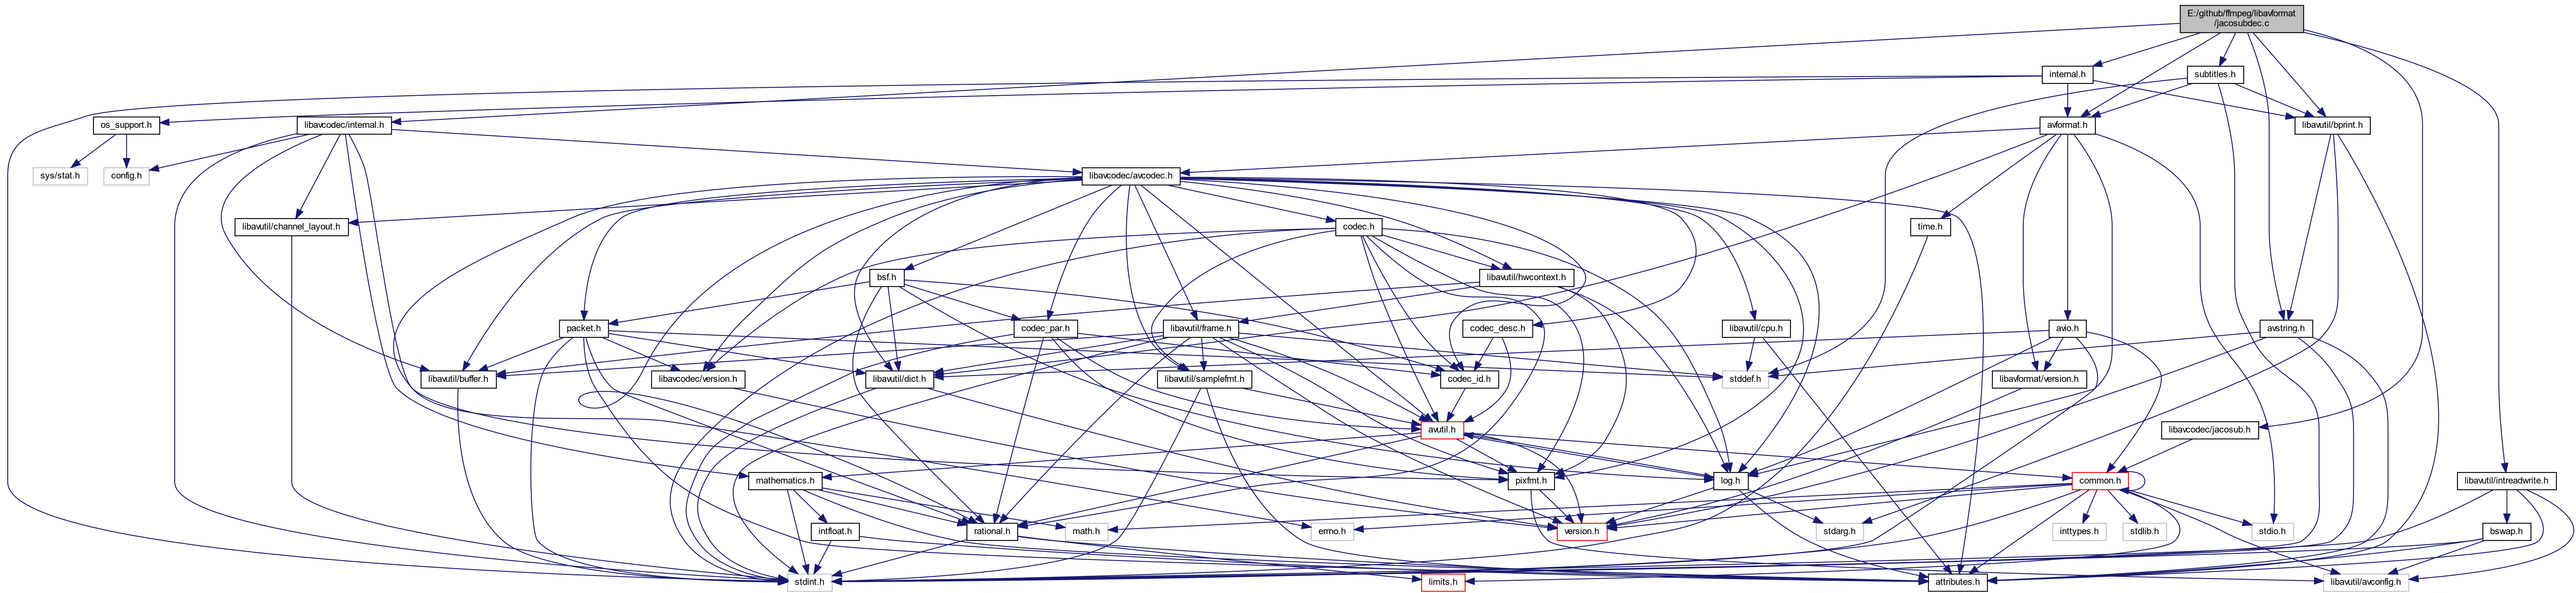 E:/github/ffmpeg/libavformat
/jacosubdec.c
internal.h
subtitles.h
os_support.h
libavcodec/internal.h
avformat.h
libavutil/bprint.h
sys/stat.h
config.h
libavcodec/avcodec.h
libavutil/channel_layout.h
codec.h
time.h
bsf.h
libavutil/hwcontext.h
packet.h
codec_par.h
libavutil/frame.h
codec_desc.h
libavutil/cpu.h
avio.h
avstring.h
libavutil/buffer.h
libavcodec/version.h
libavutil/dict.h
libavutil/samplefmt.h
codec_id.h
stddef.h
libavformat/version.h
avutil.h
libavcodec/jacosub.h
mathematics.h
pixfmt.h
log.h
common.h
libavutil/intreadwrite.h
intfloat.h
rational.h
math.h
errno.h
version.h
stdarg.h
inttypes.h
stdlib.h
stdio.h
bswap.h
stdint.h
limits.h
attributes.h
libavutil/avconfig.h